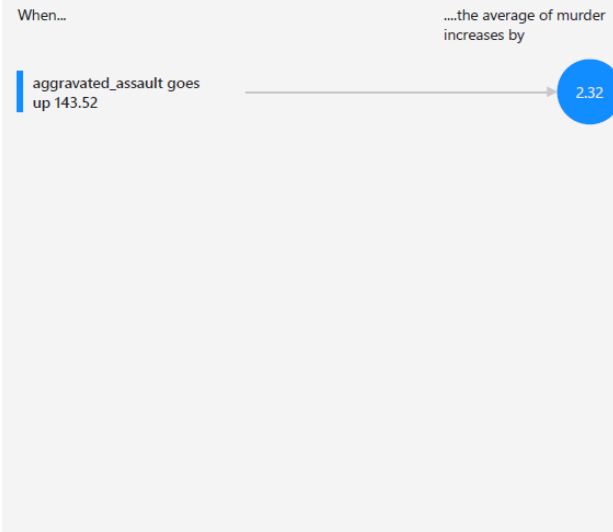 When...
....the average of murder
increases by
aggravated_assault goes
up 143.52
2.32